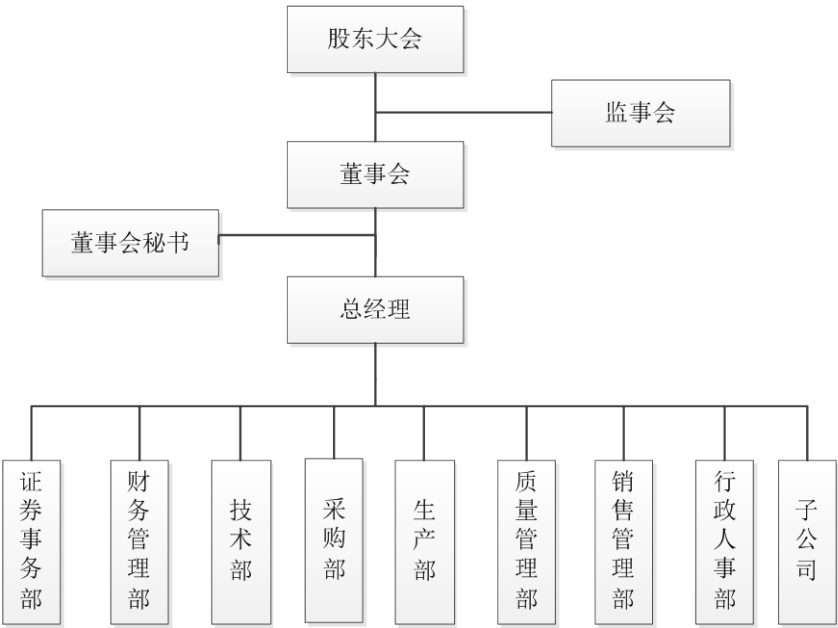 股东大会
监事会
董事会
董事会秘书
总经理
证券事务部
财务管理部
技术部
采购部
生产部
质量管理部
销售管理部
行政人事部
子公司